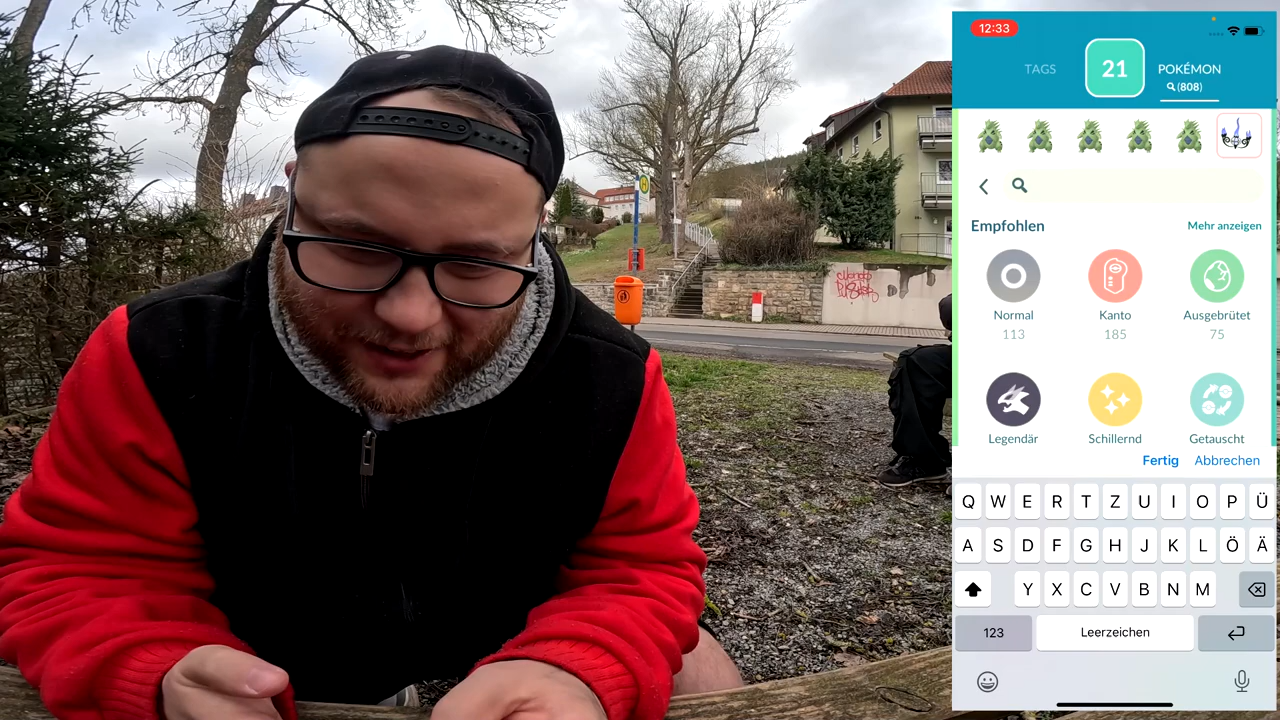 12:33
TAGS
21
POKÉMON
(808)
Empfohlen
Mehr anzeigen
Normal
Kanto
Ausgebrütet
113
185
75
Legendär
Schillernd
Getauscht
Fertig
Abbrechen
Q W E R T Z U I O P Ü
A S D F G H J K L Ö Ä
Y X C V B N M
123
Leerzeichen
H